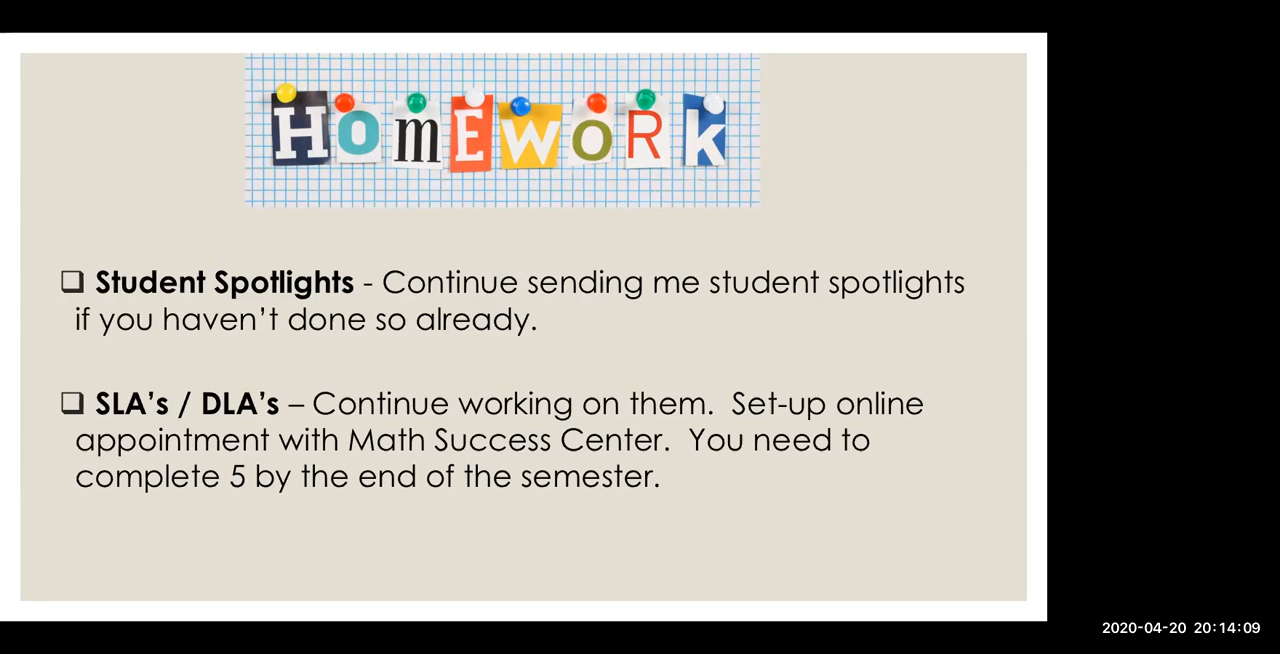 HomEwoRk
❑ Student Spotlights - Continue sending me student spotlights
if you haven’t done so already.
❑ SLA’s / DLA’s – Continue working on them.  Set-up online
appointment with Math Success Center.  You need to
complete 5 by the end of the semester.
2020-04-20 20:14:09